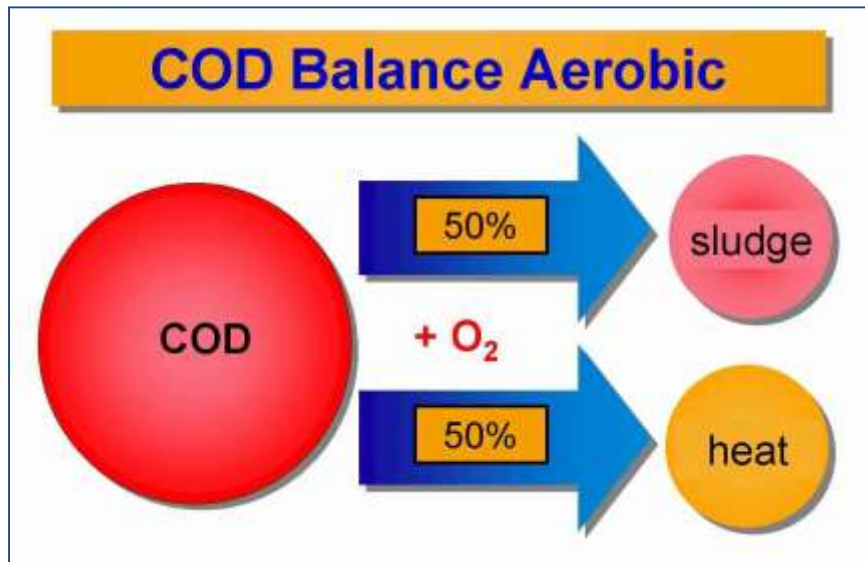 COD Balance Aerobic
50%
sludge
COD
+ O₂
50%
heat